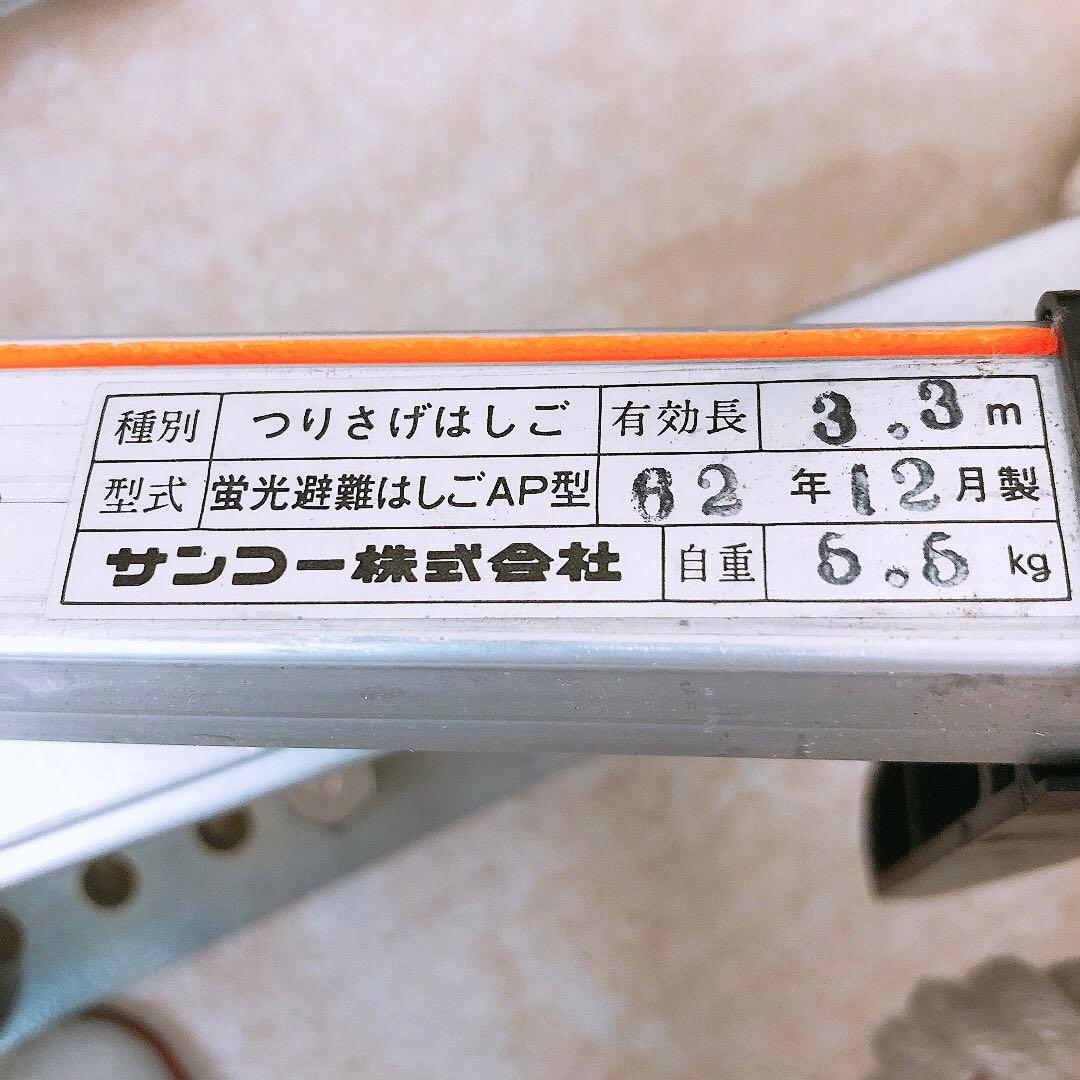 種別 つりさげはしご 有効長 3.3 m
型式 蛍光避難はしごAP型 62 年 12 月製
サンコー株式会社 自重 5.5 kg